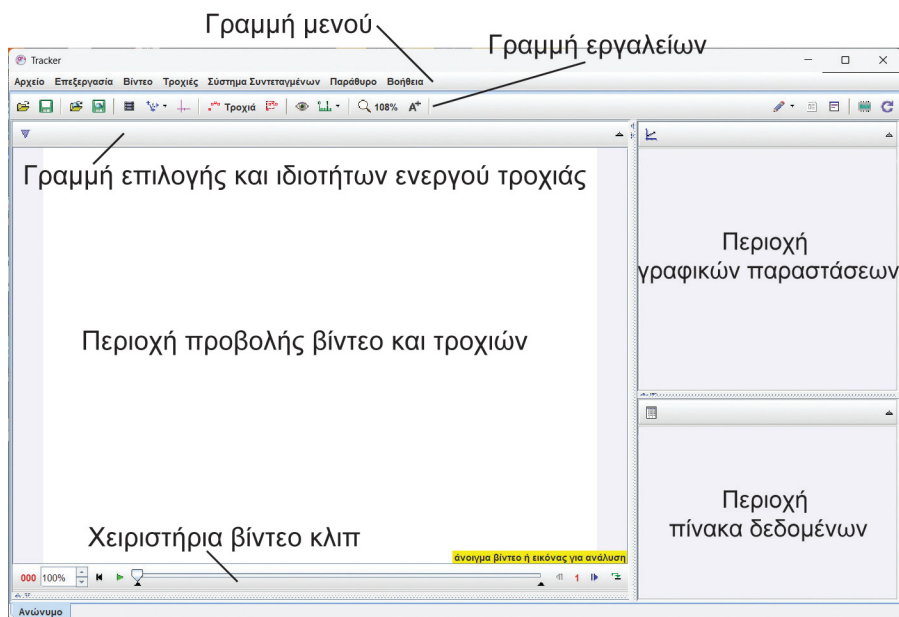 Γραμμή μενού
Γραμμή εργαλείων
Tracker
Αρχείο Επεξεργασία Βίντεο Τροχιές Σύστημα Συντεταγμένων Παράθυρο Βοήθεια
Τροχιά 108% A+
Γραμμή επιλογής και ιδιοτήτων ενεργού τροχιάς
Περιοχή
γραφικών παραστάσεων
Περιοχή προβολής βίντεο και τροχιών
Περιοχή
πίνακα δεδομένων
Χειριστήρια βίντεο κλιπ
άνοιγμα βίντεο ή εικόνας για ανάλυση
000 100% 1
Ανώνυμο